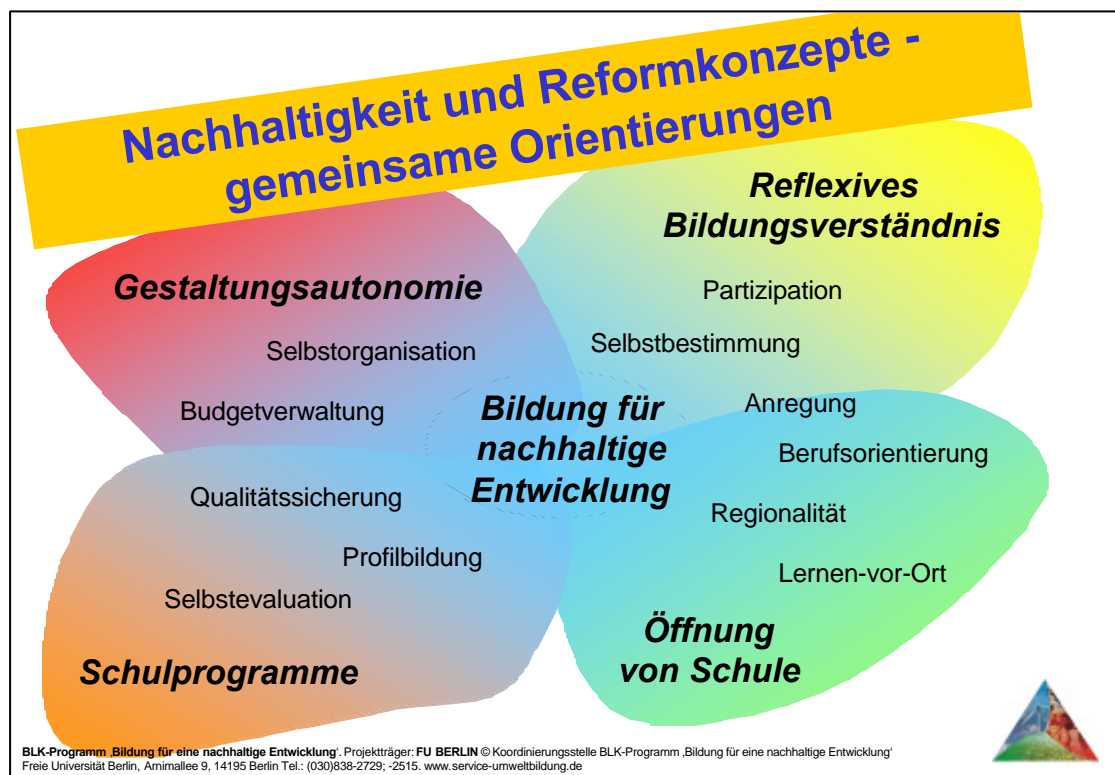 Nachhaltigkeit und Reformkonzepte -
gemeinsame Orientierungen
Gestaltungsautonomie
Selbstorganisation
Budgetverwaltung
Reflexives
Bildungsverständnis
Partizipation
Selbstbestimmung
Anregung
Bildung für
nachhaltige
Entwicklung
Qualitätssicherung
Profilbildung
Selbstevaluation
Schulprogramme
Berufsorientierung
Regionalität
Lernen-vor-Ort
Öffnung
von Schule
BLK-Programm ‚Bildung für eine nachhaltige Entwicklung‘. Projektträger: FU BERLIN © Koordinierungsstelle BLK-Programm ‚Bildung für eine nachhaltige Entwicklung‘
Freie Universität Berlin, Arnimallee 9, 14195 Berlin Tel.: (030)838-2729; -2515. www.service-umweltbildung.de